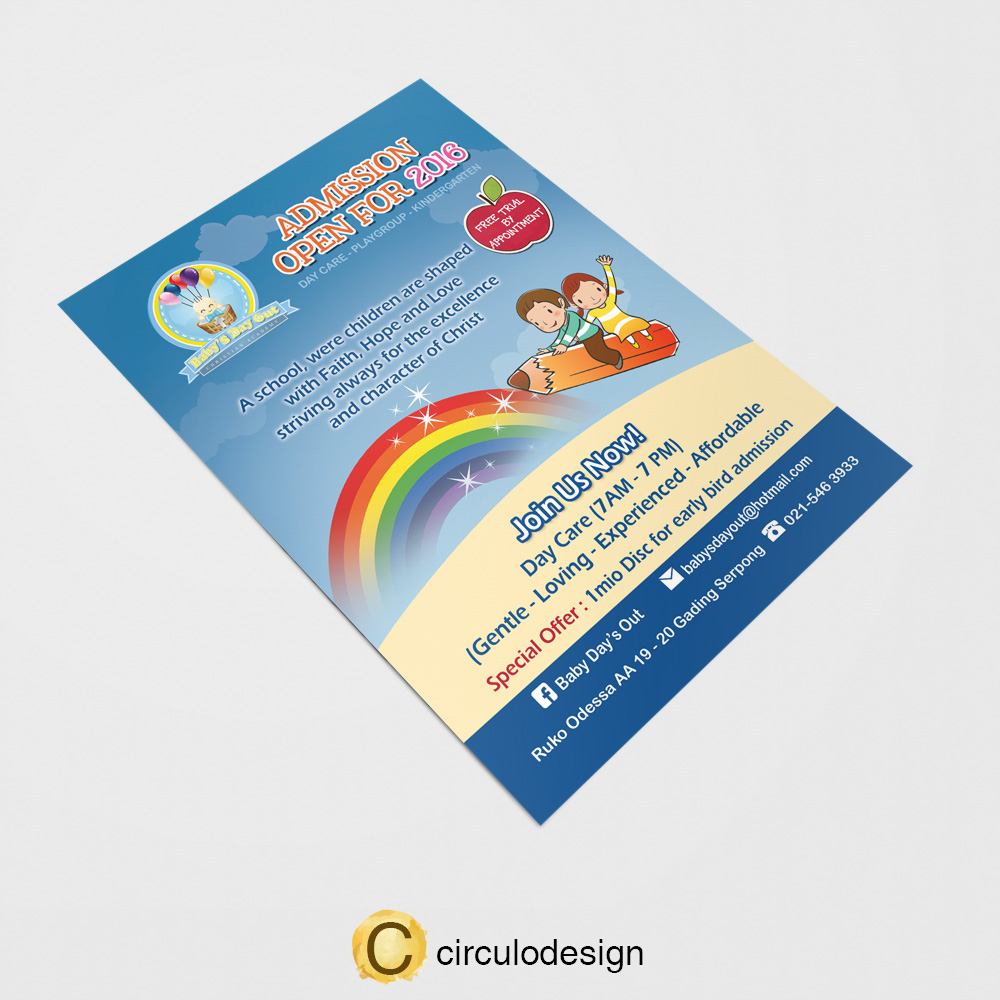 ADMISSION
OPEN FOR 2016
DAY CARE - PLAYGROUP - KINDERGARTEN
FREE TRIAL
BY
APPOINTMENT
Baby's Day Out
CHRISTIAN ACADEMY
A school, were children are shaped
with Faith, Hope and Love
striving always for the excellence
and character of Christ
Join Us Now!
Day Care (7AM - 7 PM)
(Gentle - Loving - Experienced - Affordable
Special Offer : 1mio Disc for early bird admission
Baby Day's Out babysdayout@hotmail.com
Ruko Odessa AA 19 - 20 Gading Serpong 021-546 3933
C circulodesign